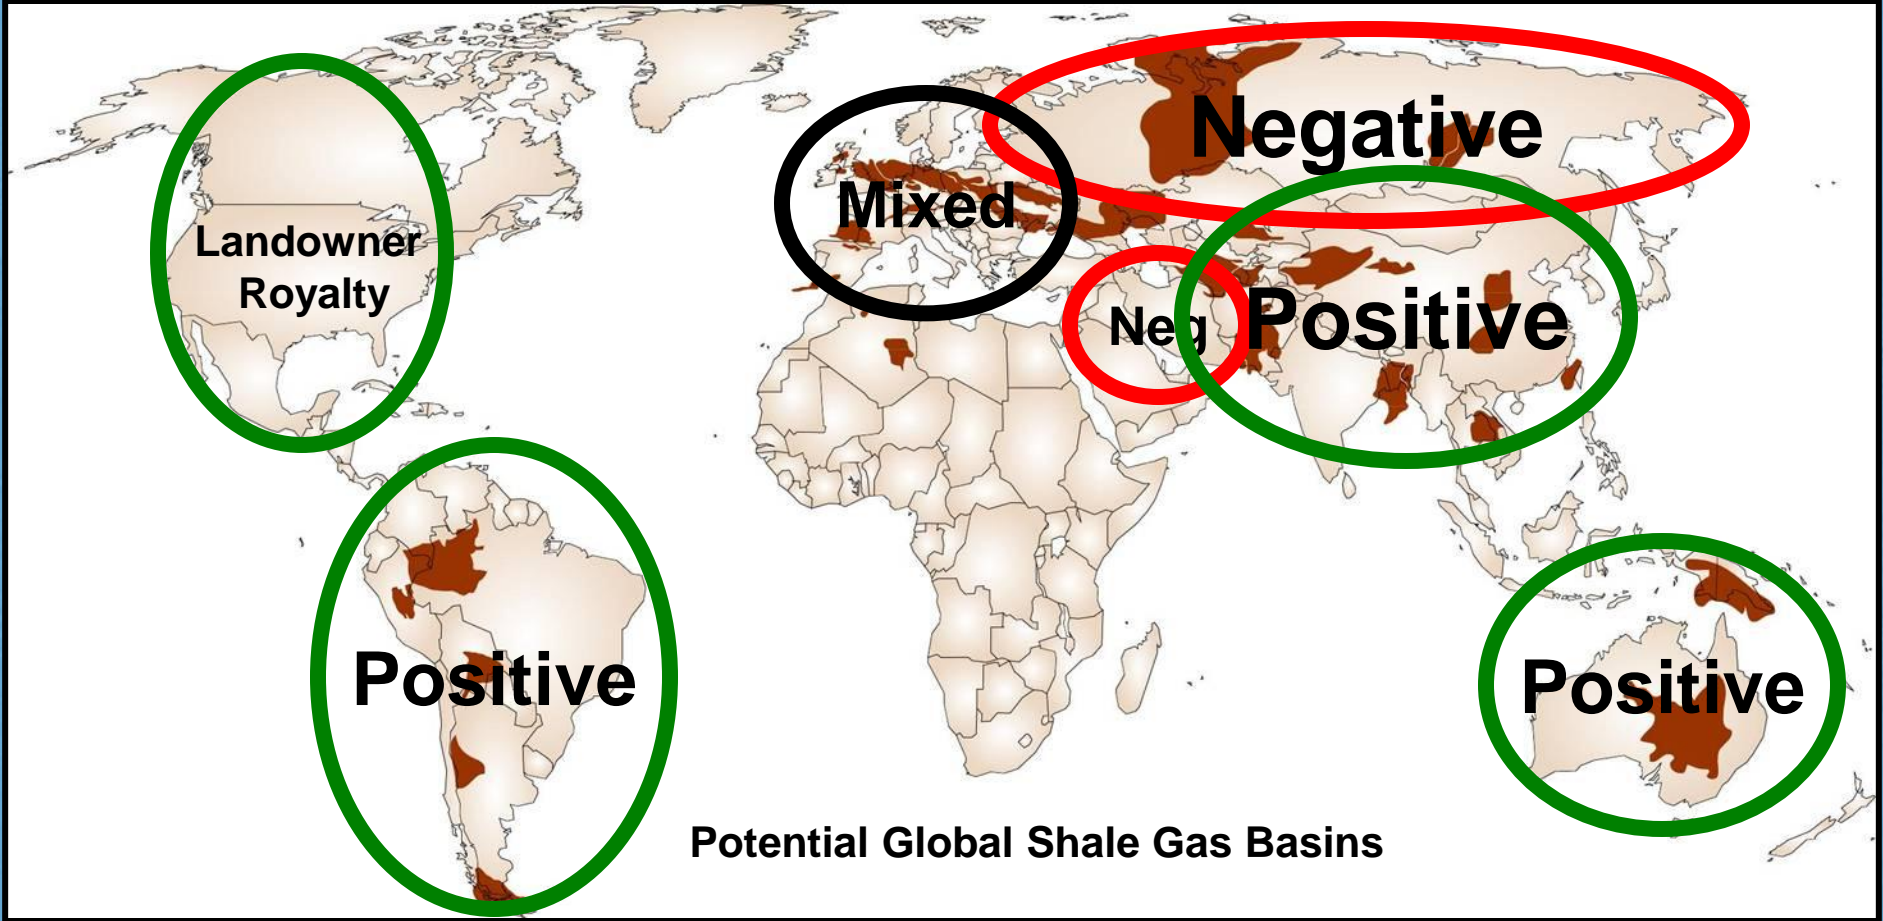 Negative
Mixed
Landowner
Royalty
Neg
Positive
Positive
Positive
Potential Global Shale Gas Basins